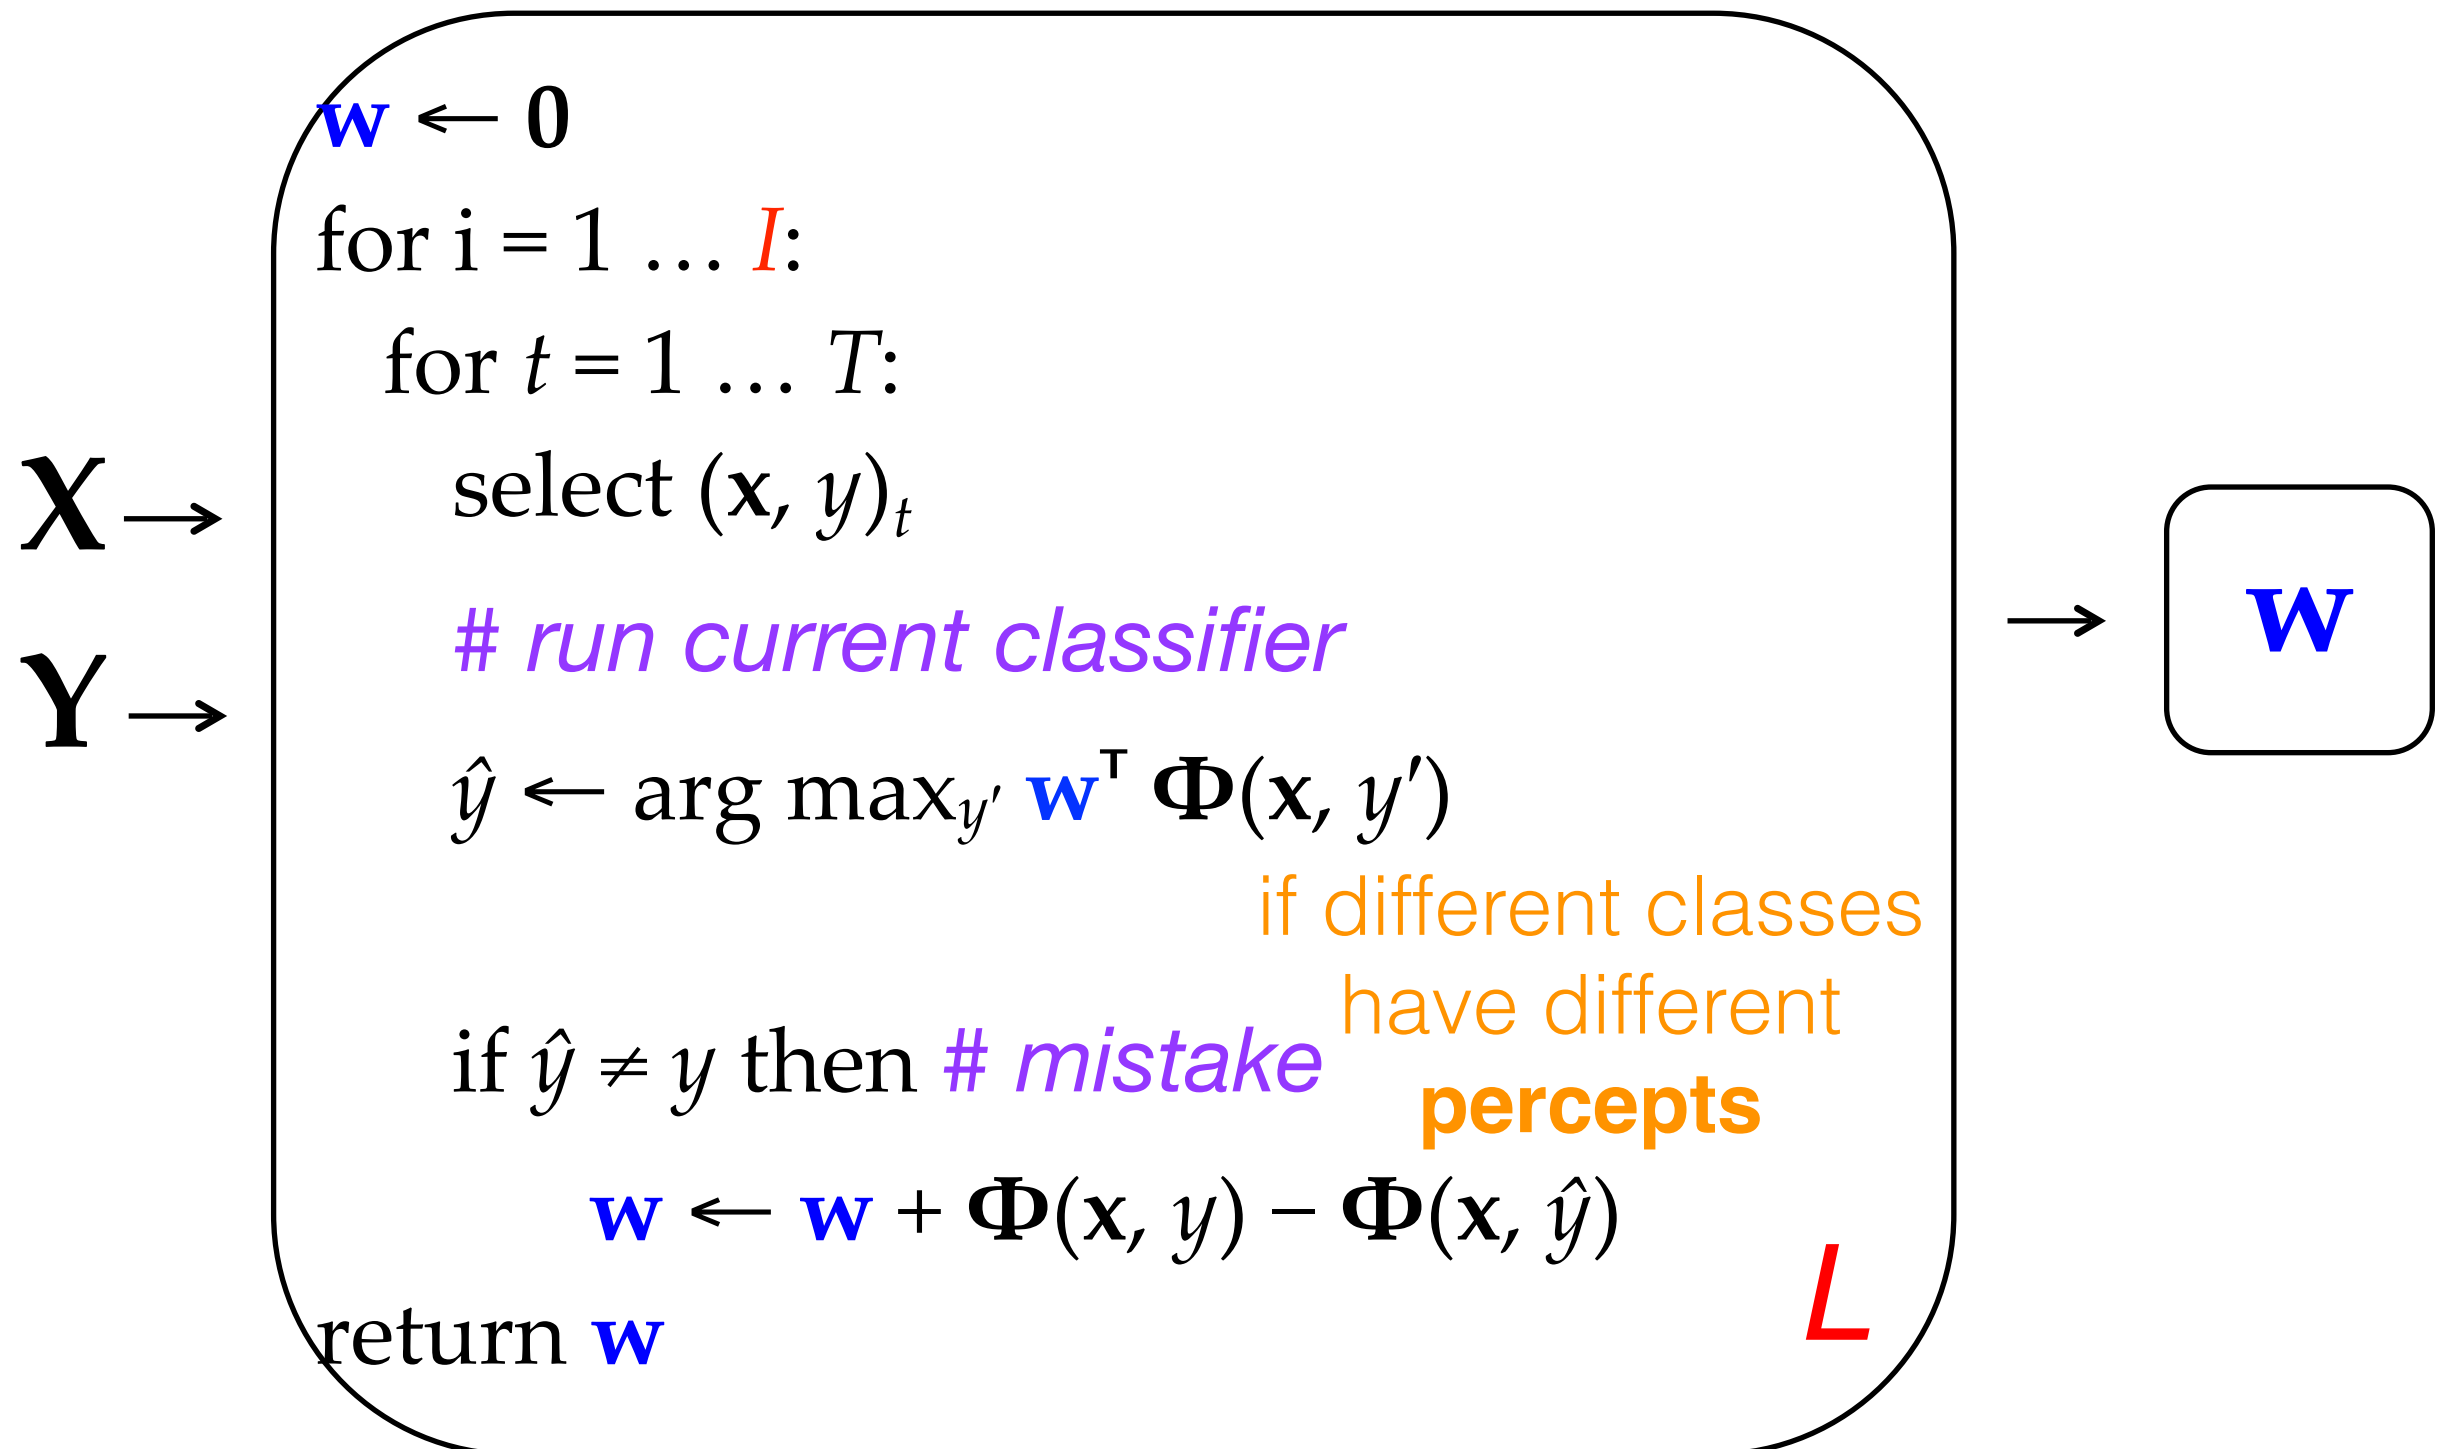 w ← 0
for i = 1 … I:
for t = 1 … T:
select (x, y)ₜ
X →
# run current classifier
→ w
Y →
ŷ ← arg max_y′ wᵀ Φ(x, y′)
if different classes
have different
percepts
if ŷ ≠ y then # mistake
w ← w + Φ(x, y) − Φ(x, ŷ)
return w
L